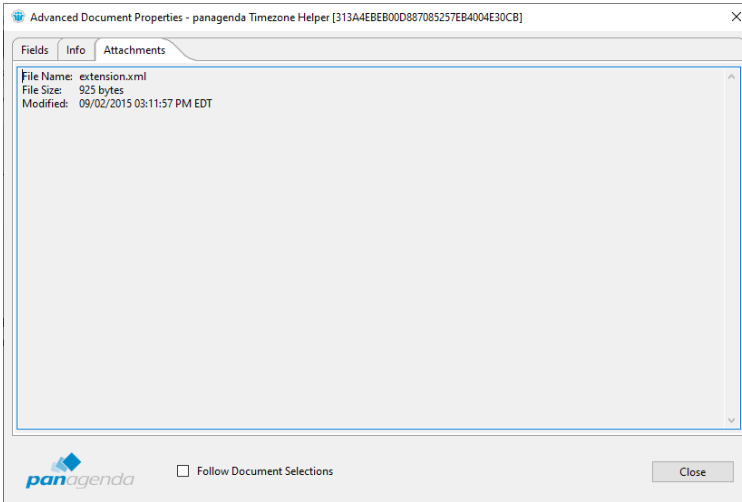 Advanced Document Properties - panagenda Timezone Helper [313A4EBEB00D887085257EB4004E30CB]
Fields Info Attachments
File Name: extension.xml
File Size: 925 bytes
Modified: 09/02/2015 03:11:57 PM EDT
panagenda
Follow Document Selections
Close